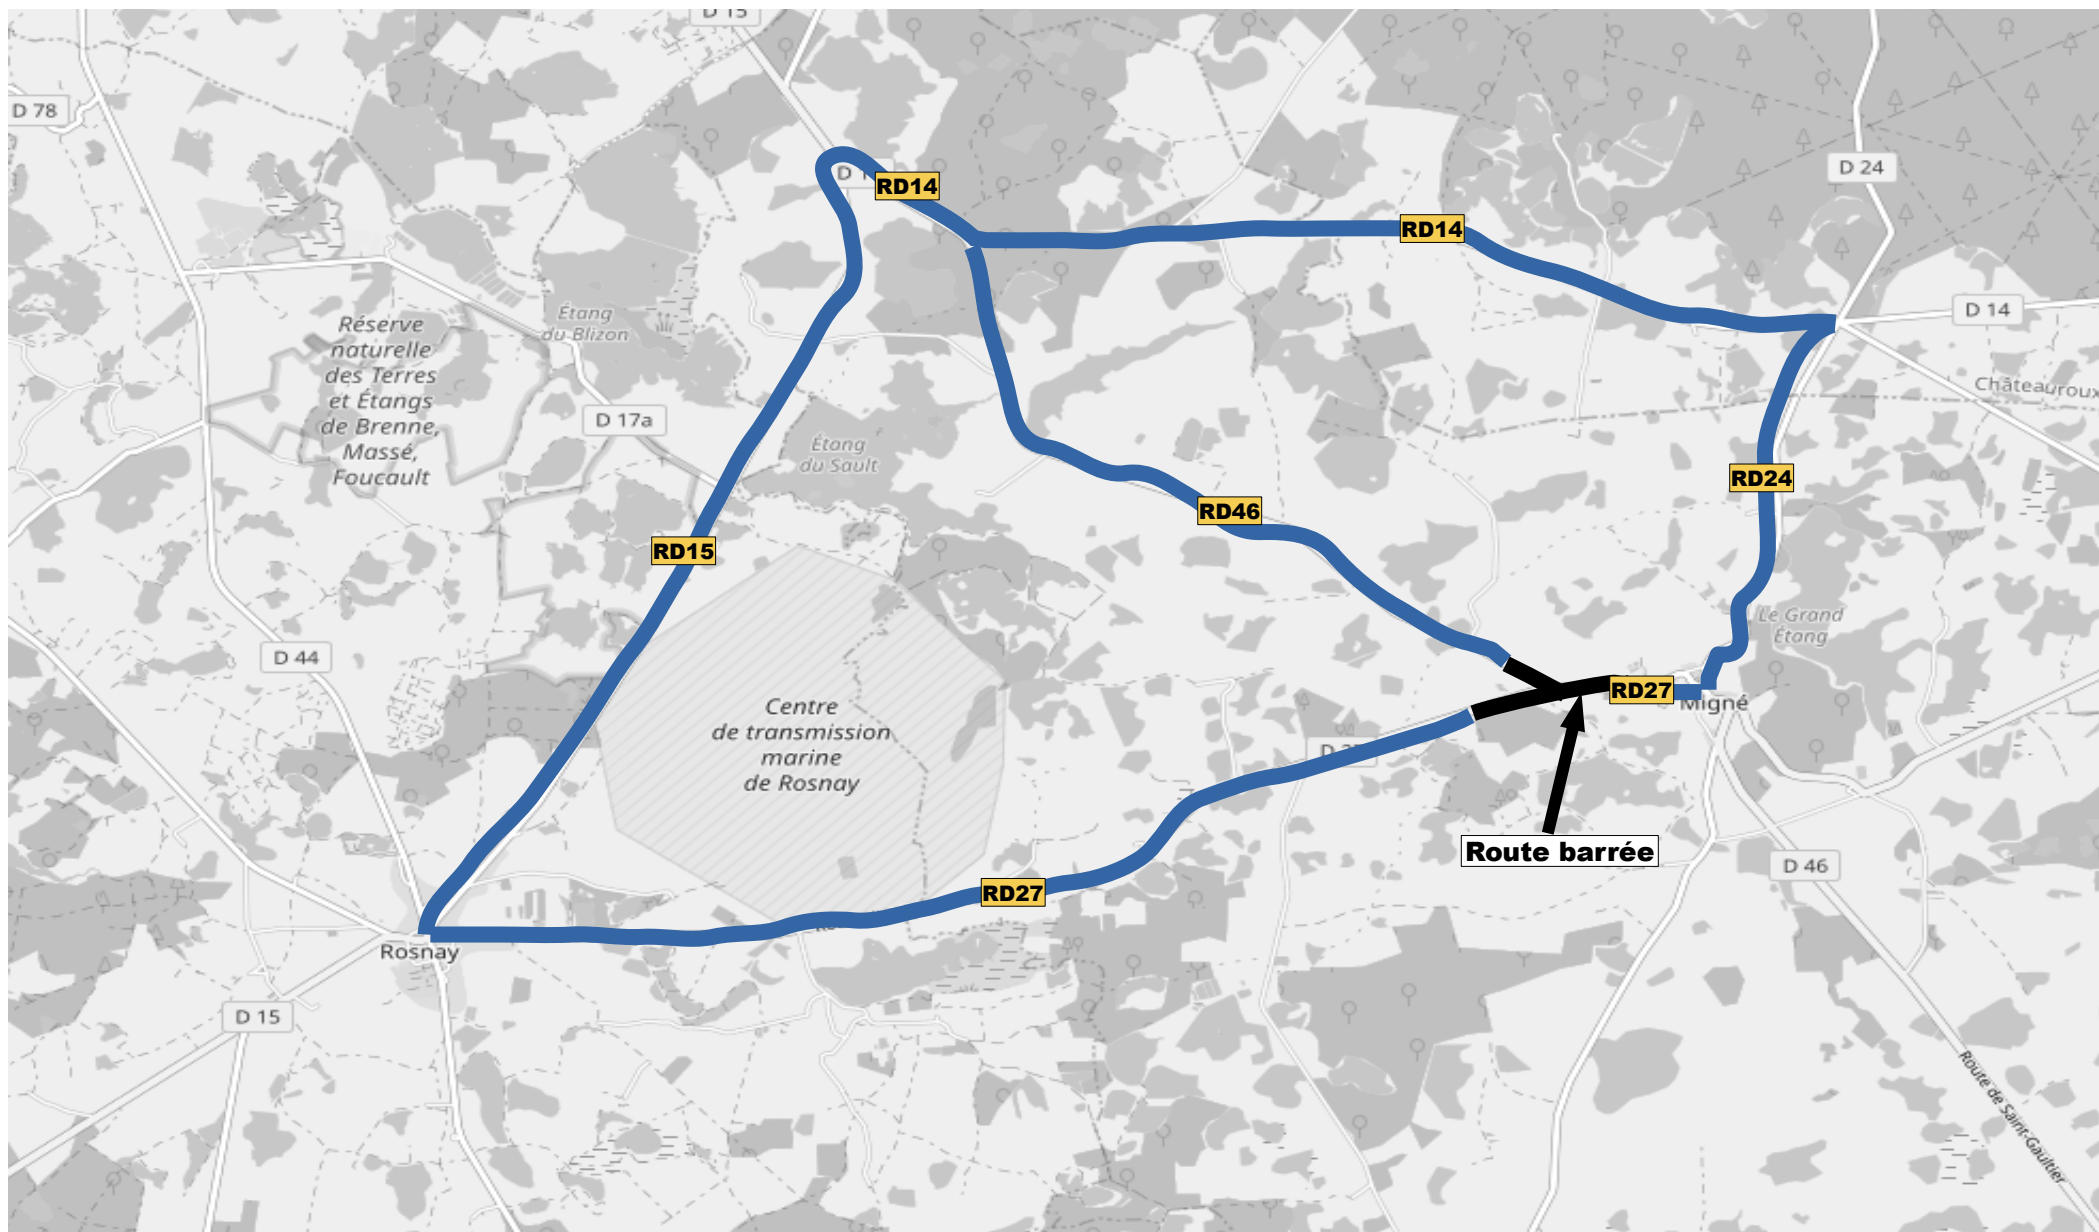 D 15
D 78
D 24
RD14
RD14
D 14
Étang
du Blizon
Réserve
naturelle
des Terres
et Étangs
de Brenne,
Massé,
Foucault
Châteauroux
D 17a
Étang
du Sault
RD24
RD46
RD15
Le Grand
Étang
D 44
RD27
Migné
Centre
de transmission
marine
de Rosnay
Route barrée
D 46
RD27
Rosnay
D 15
Route de Saint-Gaultier